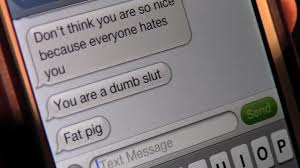 Don't think you are so nice
because everyone hates
you
You are a dumb slut
Fat pig
Text Message
Send
U I O P